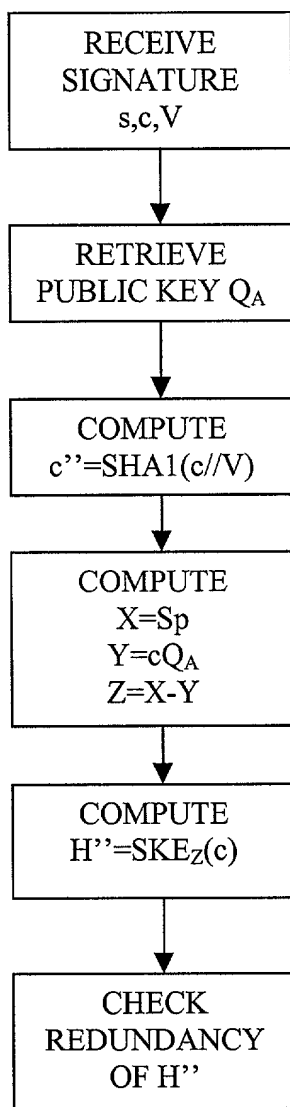 RECEIVE
SIGNATURE
s,c,V
RETRIEVE
PUBLIC KEY QA
COMPUTE
c’’=SHA1(c//V)
COMPUTE
X=Sp
Y=cQA
Z=X-Y
COMPUTE
H’’=SKEZ(c)
CHECK
REDUNDANCY
OF H’’